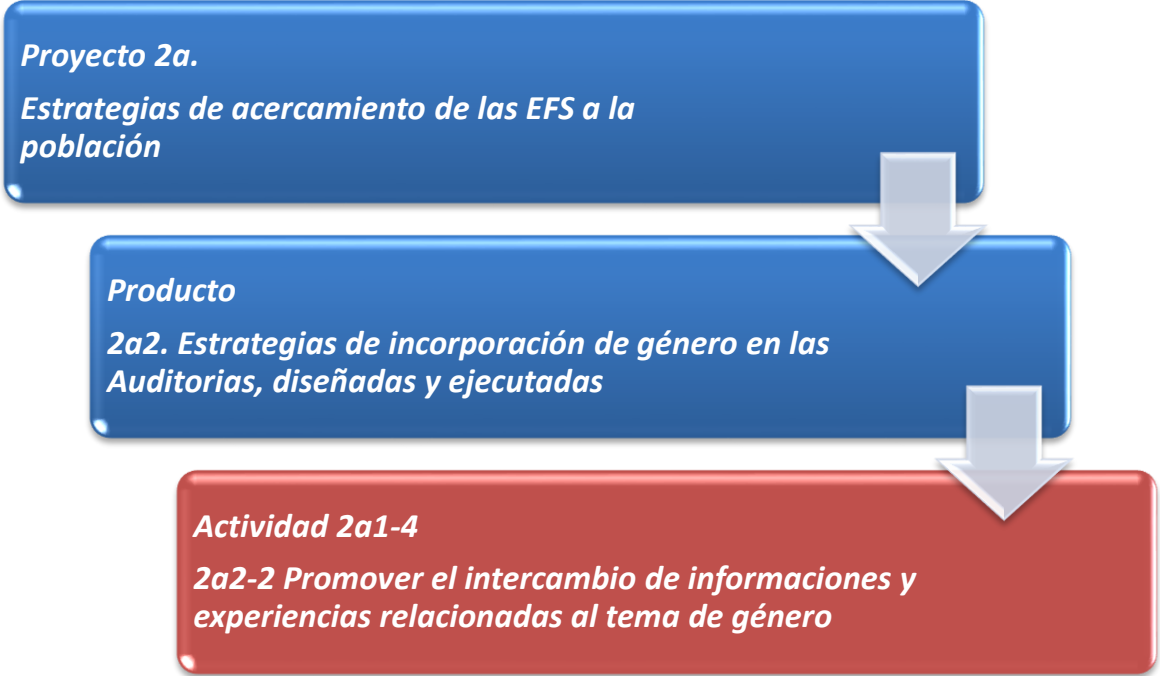 Proyecto 2a.
Estrategias de acercamiento de las EFS a la
población
Producto
2a2. Estrategias de incorporación de género en las
Auditorias, diseñadas y ejecutadas
Actividad 2a1-4
2a2-2 Promover el intercambio de informaciones y
experiencias relacionadas al tema de género